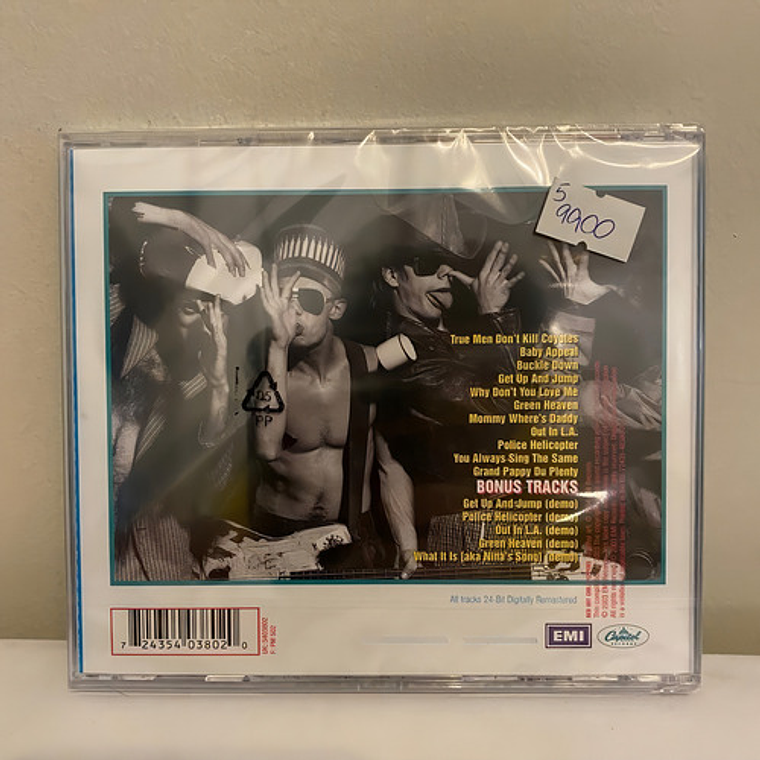 5
9900
True Men Don't Kill Coyotes
Baby Appeal
Buckle Down
Get Up And Jump
Why Don't You Love Me
Green Heaven
Mommy Where's Daddy
Out In L.A.
Police Helicopter
You Always Sing The Same
Grand Pappy Du Plenty
BONUS TRACKS
Get Up And Jump (demo)
Police Helicopter (demo)
Out In L.A. (demo)
Green Heaven (demo)
What It Is (aka Nina's Song) (demo)
05
PP
All tracks 24-Bit Digitally Remastered
7 24354 03802 0
EMI
Capitol
RECORDS